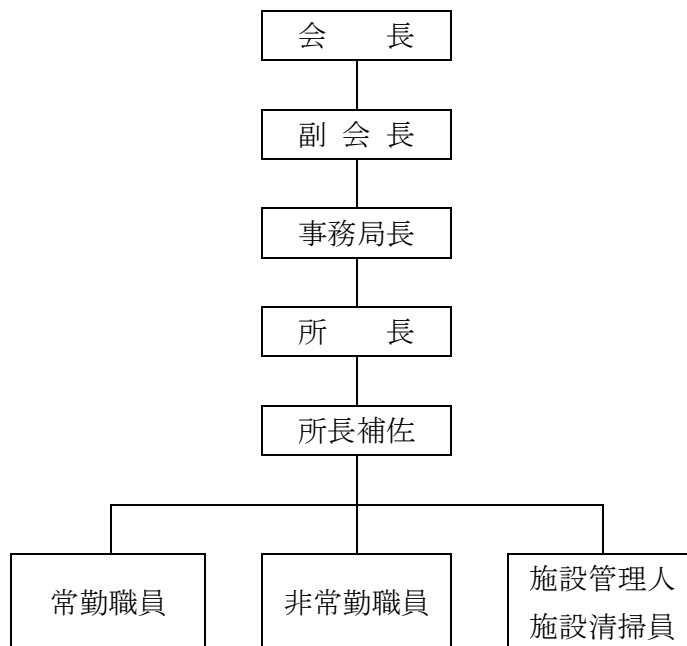 会　　長
副 会 長
事務局長
所　　長
所長補佐
常勤職員
非常勤職員
施設管理人
施設清掃員